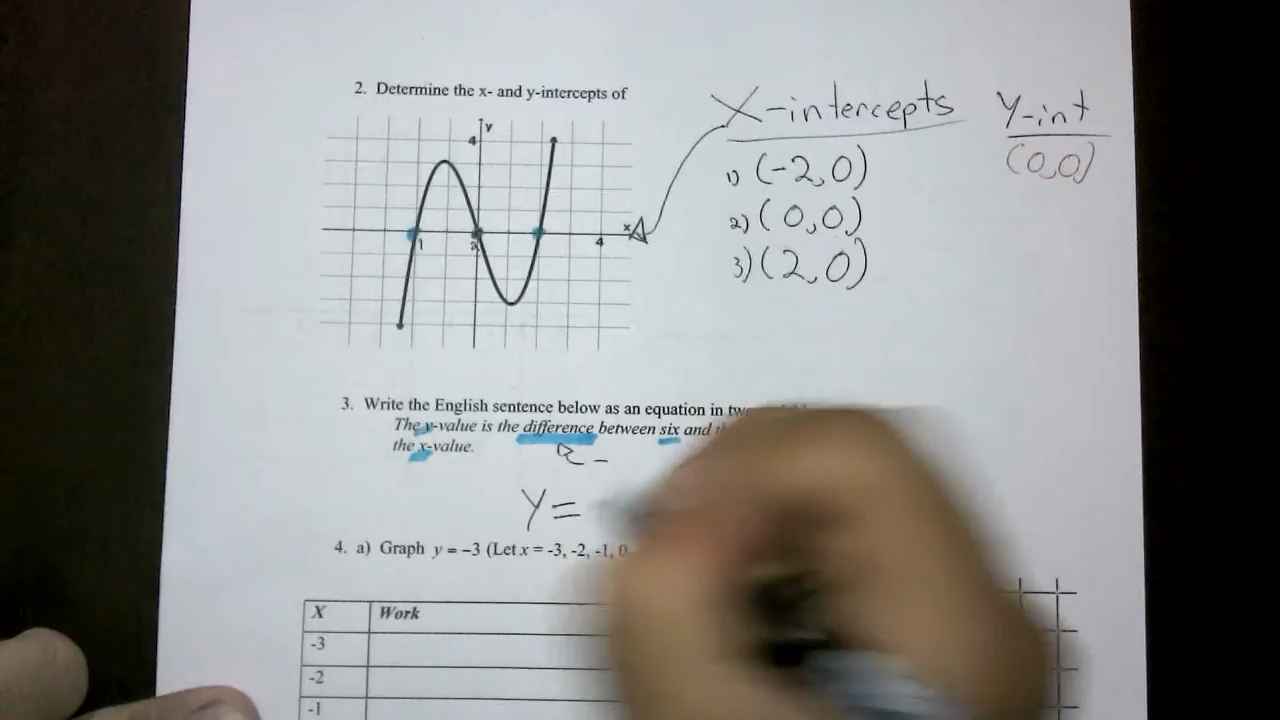 2. Determine the x- and y-intercepts of
X-intercepts
Y-int
1) (-2,0)
(0,0)
2) (0,0)
3) (2,0)
y
4
x
1
2
4
3. Write the English sentence below as an equation in
The y-value is the difference between six and
the x-value.
-
Y=
4. a) Graph y = -3 (Let x = -3, -2, -1, 0
X Work
-3
-2
-1